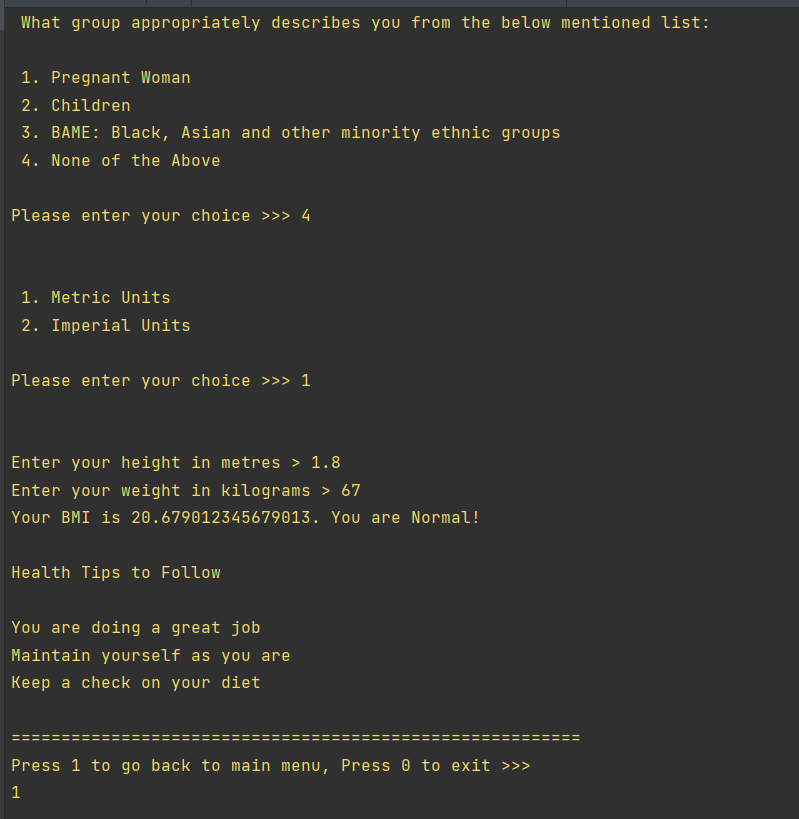 What group appropriately describes you from the below mentioned list:
1. Pregnant Woman
2. Children
3. BAME: Black, Asian and other minority ethnic groups
4. None of the Above
Please enter your choice >>> 4
1. Metric Units
2. Imperial Units
Please enter your choice >>> 1
Enter your height in metres > 1.8
Enter your weight in kilograms > 67
Your BMI is 20.679012345679013. You are Normal!
Health Tips to Follow
You are doing a great job
Maintain yourself as you are
Keep a check on your diet
=========================================================
Press 1 to go back to main menu, Press 0 to exit >>>
1